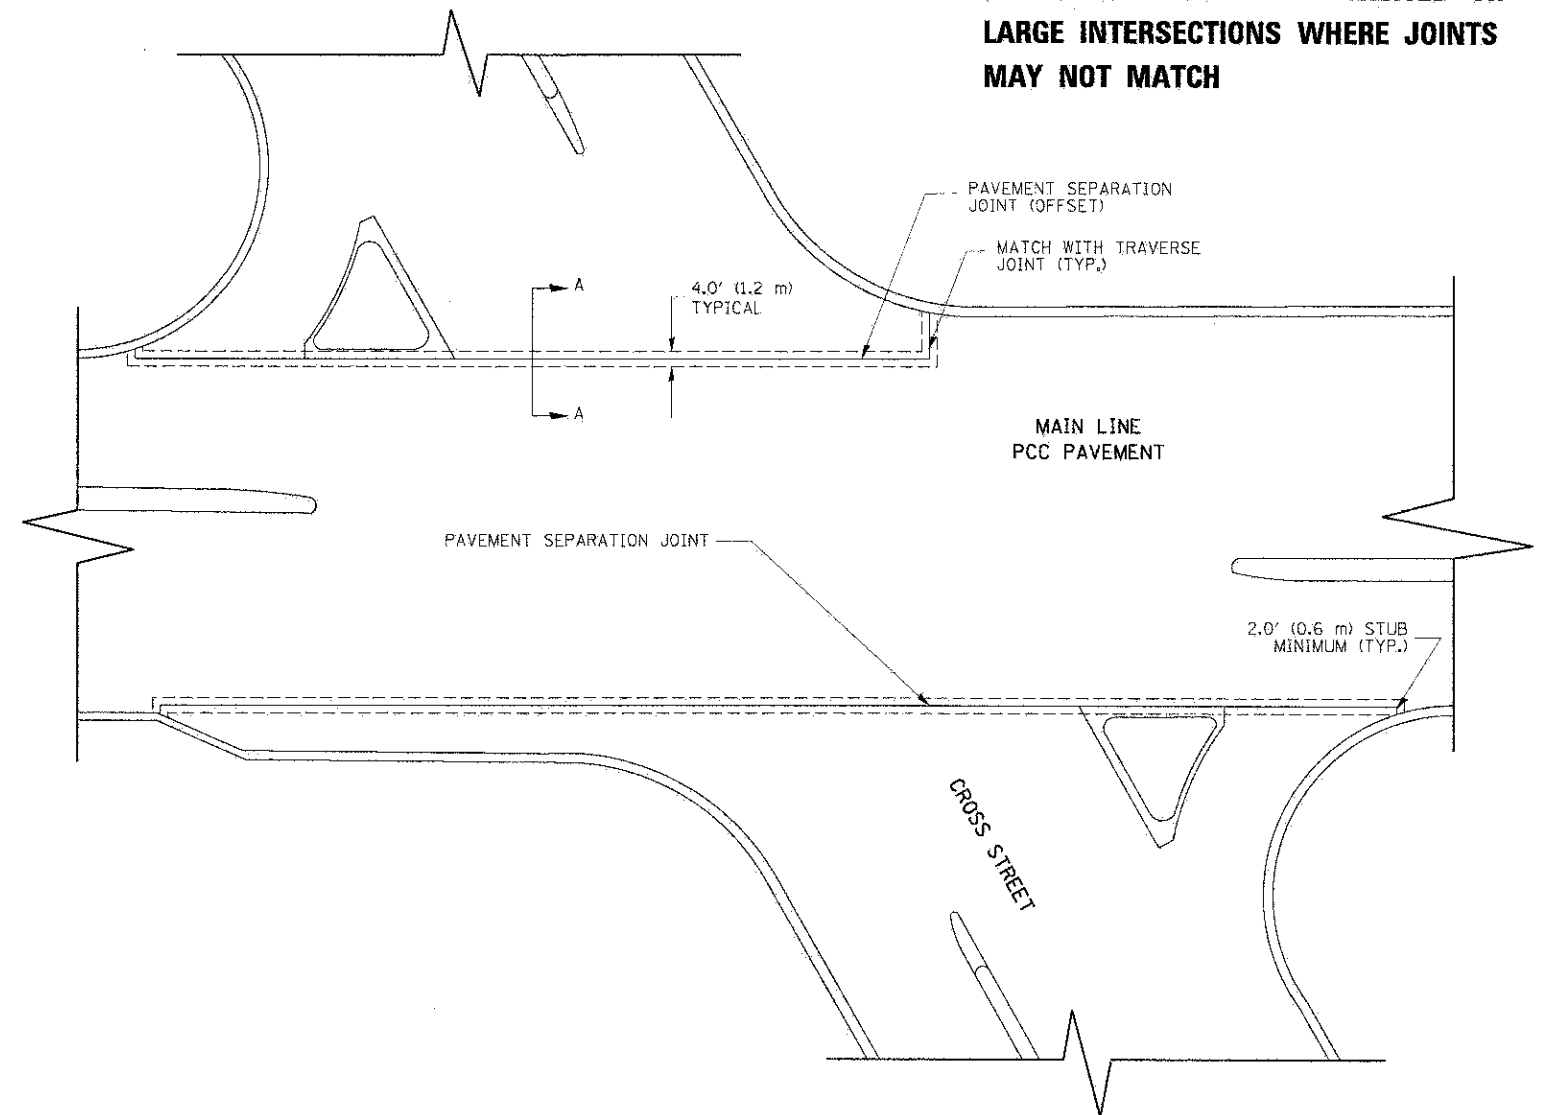 LARGE INTERSECTIONS WHERE JOINTS
MAY NOT MATCH
PAVEMENT SEPARATION
JOINT (OFFSET)
MATCH WITH TRAVERSE
JOINT (TYP.)
A
4.0' (1.2 m)
TYPICAL
A
MAIN LINE
PCC PAVEMENT
PAVEMENT SEPARATION JOINT
2.0' (0.6 m) STUB
MINIMUM (TYP.)
CROSS STREET